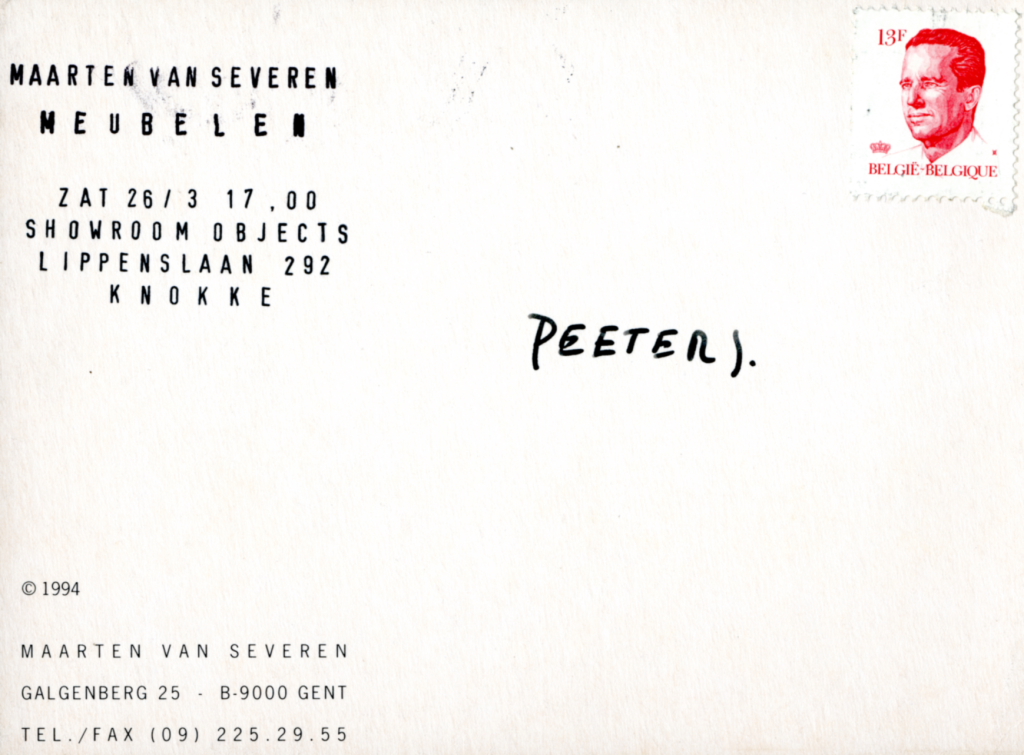 MAARTEN VAN SEVEREN
MEUBELEN
ZAT 26/3 17,00
SHOWROOM OBJECTS
LIPPENSLAAN 292
KNOKKE
13F
BELGIË-BELGIQUE
PEETERS.
© 1994
MAARTEN VAN SEVEREN
GALGENBERG 25 - B-9000 GENT
TEL./FAX (09) 225.29.55